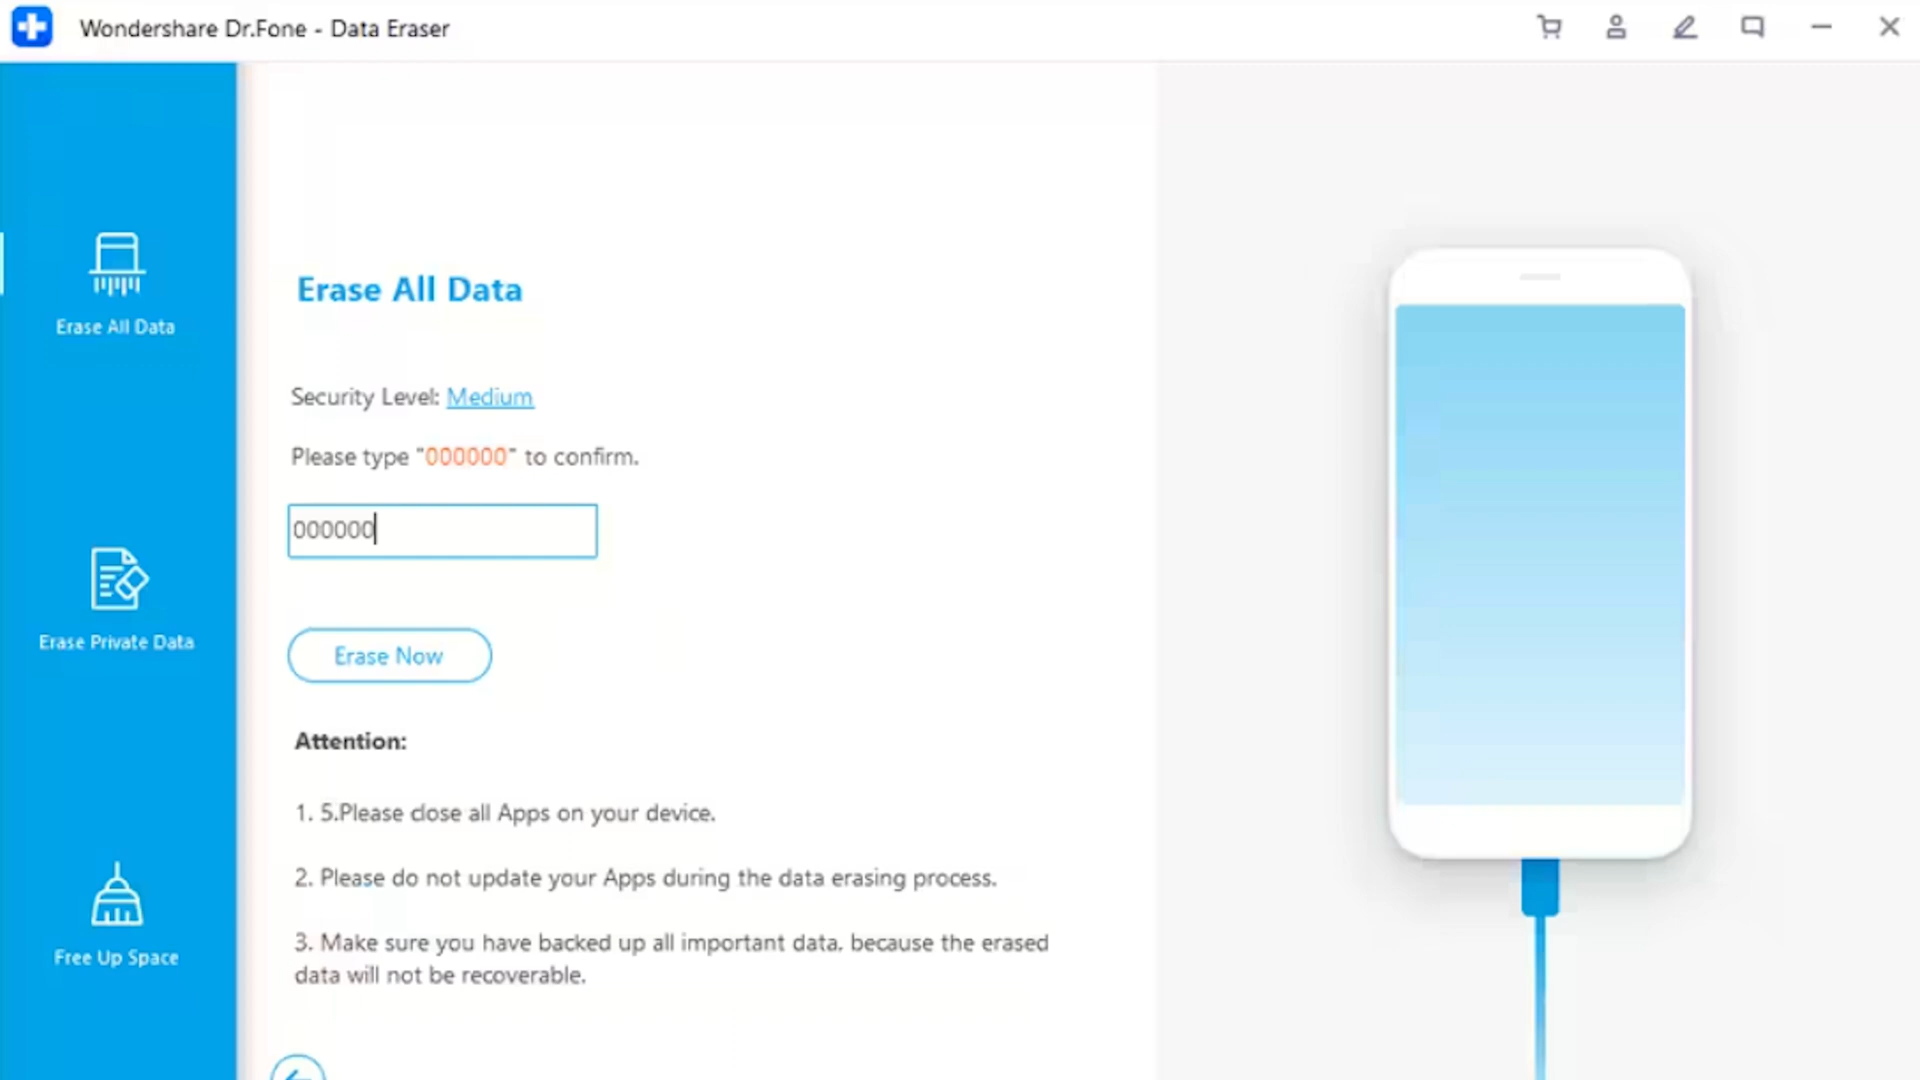 Wondershare Dr.Fone - Data Eraser
Erase All Data
Erase Private Data
Free Up Space
Erase All Data
Security Level: Medium
Please type "000000" to confirm.
000000
Erase Now
Attention:
1. 5.Please close all Apps on your device.
2. Please do not update your Apps during the data erasing process.
3. Make sure you have backed up all important data. because the erased
data will not be recoverable.